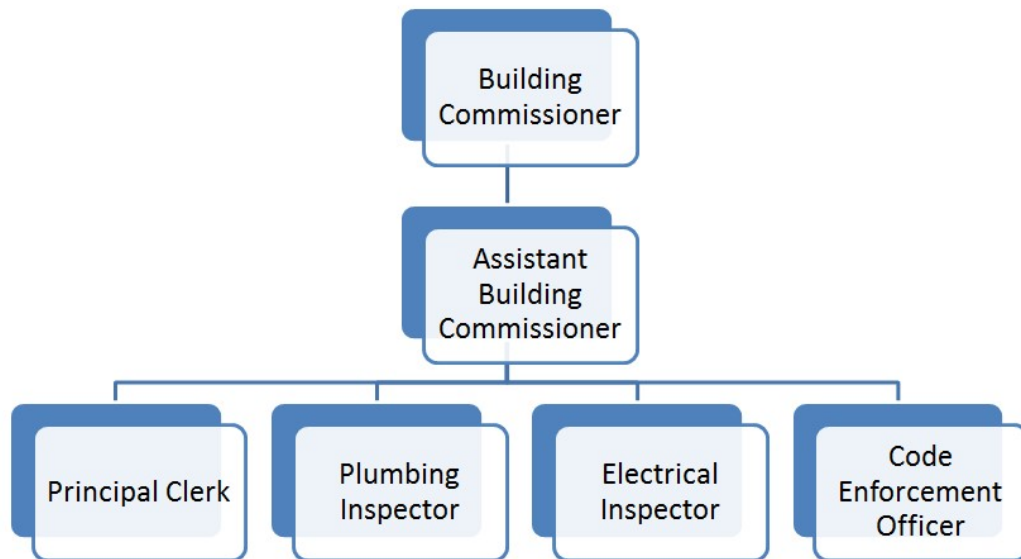 Building
Commissioner
Assistant
Building
Commissioner
Principal Clerk
Plumbing
Inspector
Electrical
Inspector
Code
Enforcement
Officer